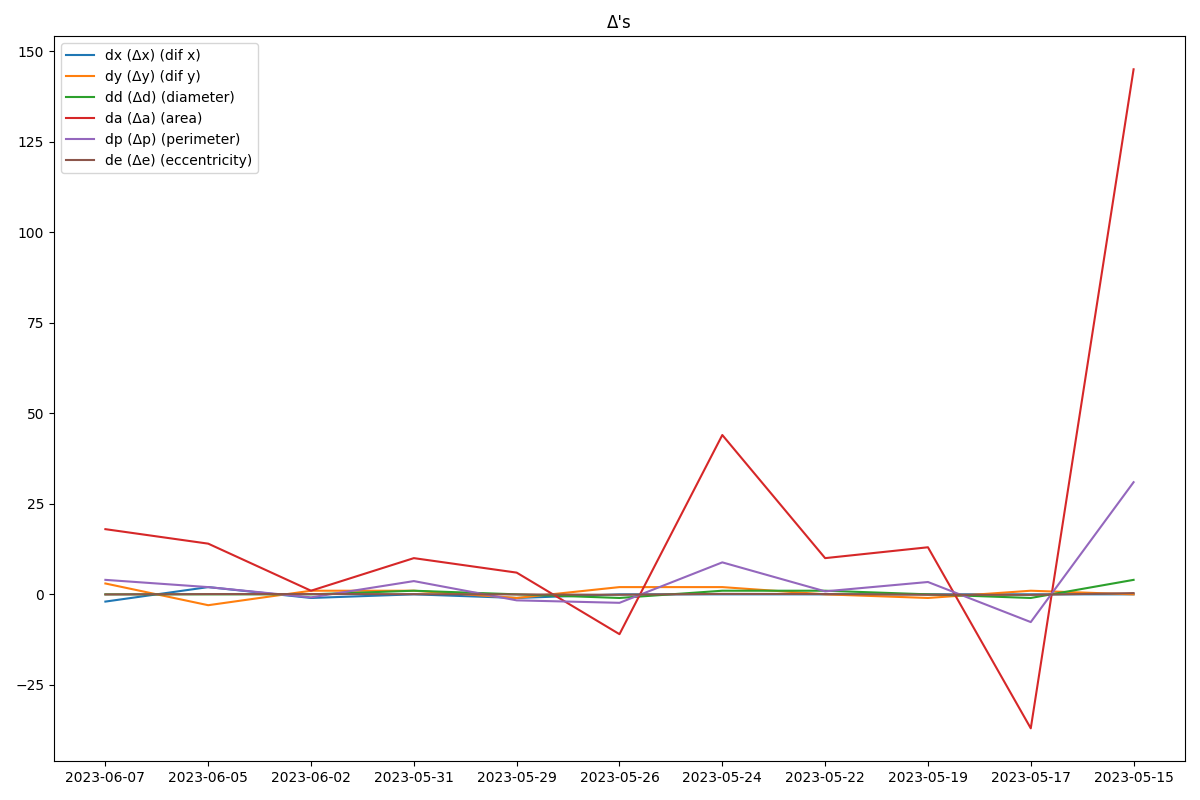 Δ's
dx (Δx) (dif x)
dy (Δy) (dif y)
dd (Δd) (diameter)
da (Δa) (area)
dp (Δp) (perimeter)
de (Δe) (eccentricity)
150
125
100
75
50
25
0
−25
2023-06-07 2023-06-05 2023-06-02 2023-05-31 2023-05-29 2023-05-26 2023-05-24 2023-05-22 2023-05-19 2023-05-17 2023-05-15